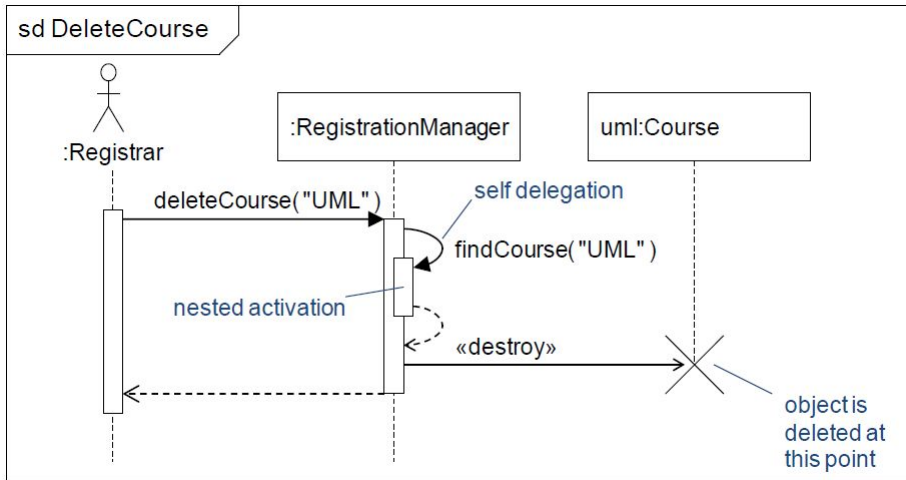 sd DeleteCourse
:Registrar
:RegistrationManager
uml:Course
deleteCourse("UML")
self delegation
findCourse("UML")
nested activation
«destroy»
object is
deleted at
this point